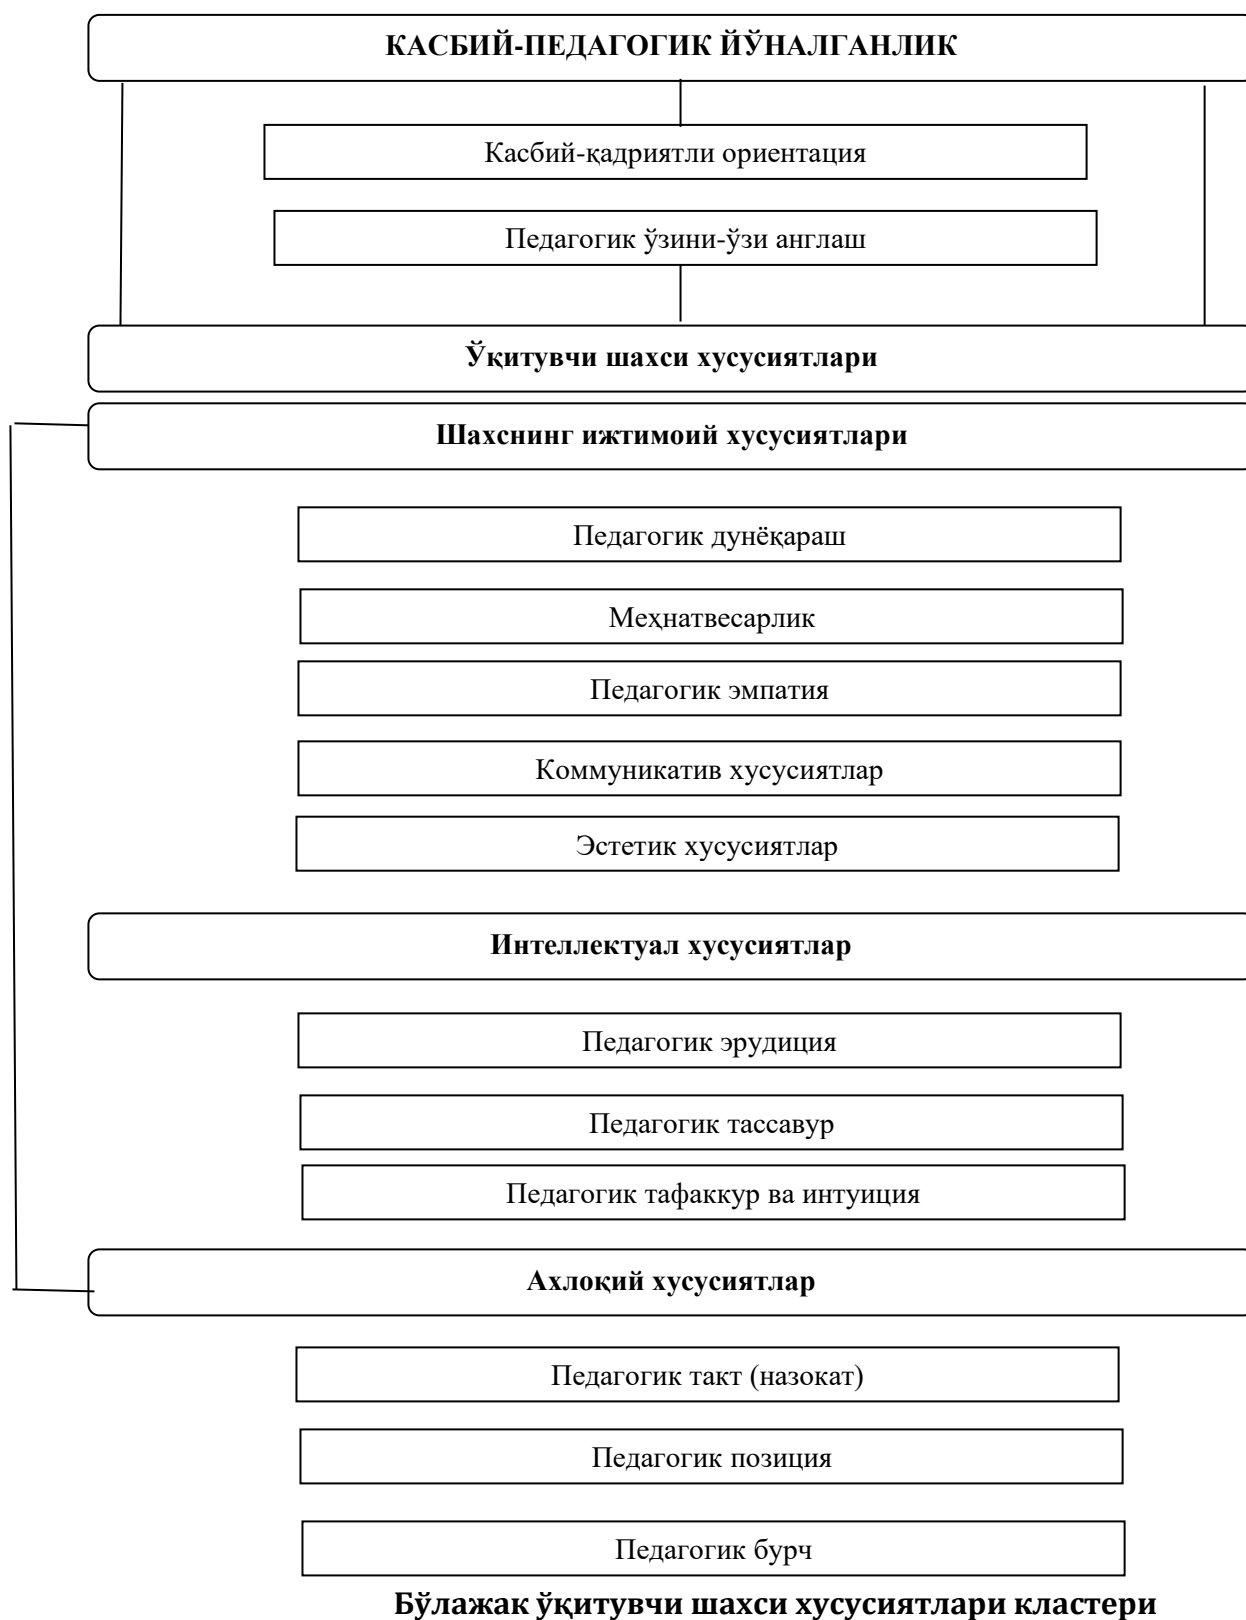 КАСБИЙ-ПЕДАГОГИК ЙЎНАЛГАНЛИК
Касбий-қадриятли ориентация
Педагогик ўзини-ўзи англаш
Ўқитувчи шахси хусусиятлари
Шахснинг ижтимоий хусусиятлари
Педагогик дунёқараш
Меҳнатвесарлик
Педагогик эмпатия
Коммуникатив хусусиятлар
Эстетик хусусиятлар
Интеллектуал хусусиятлар
Педагогик эрудиция
Педагогик тассавур
Педагогик тафаккур ва интуиция
Ахлоқий хусусиятлар
Педагогик такт (назокат)
Педагогик позиция
Педагогик бурч
Бўлажак ўқитувчи шахси хусусиятлари кластери